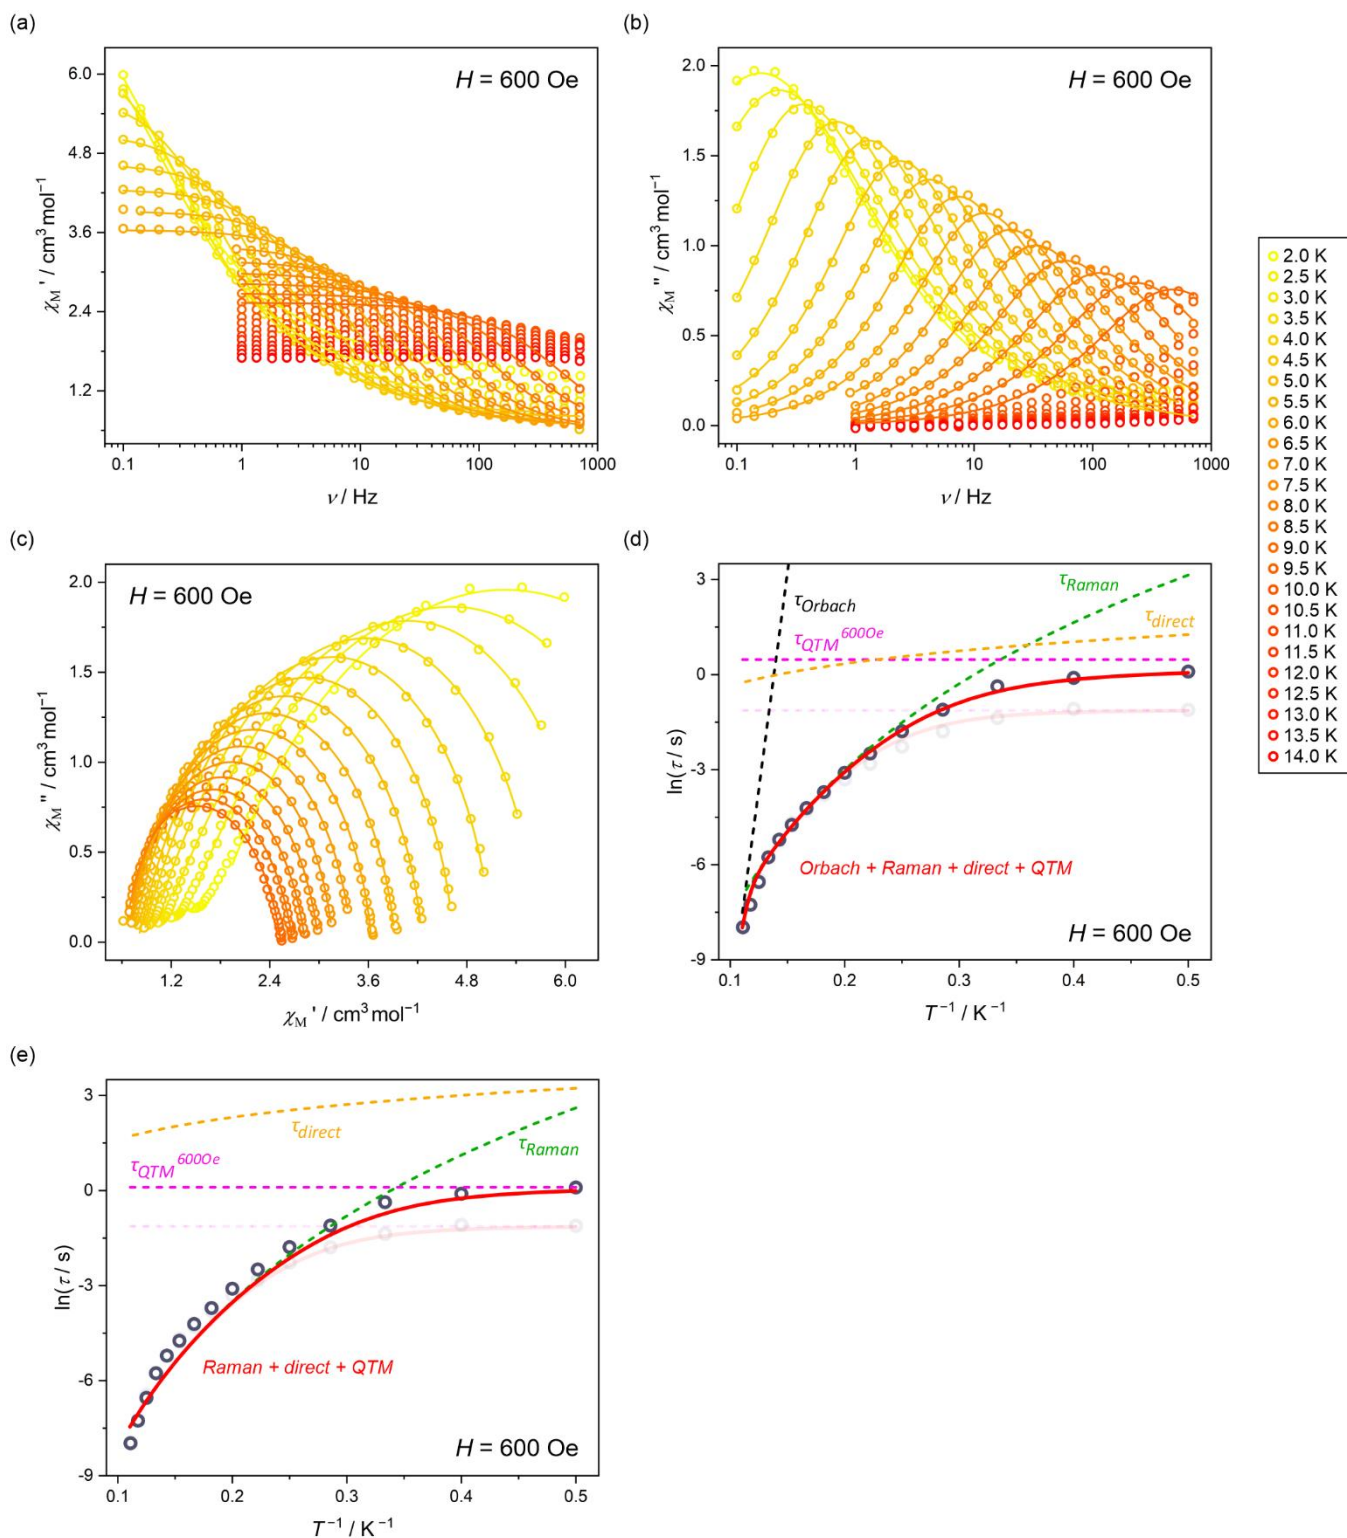 (a)
H = 600 Oe
6.0
4.8
3.6
2.4
1.2
χM ' / cm³ mol⁻¹
0.1
1
10
100
1000
ν / Hz
(b)
H = 600 Oe
2.0
1.5
1.0
0.5
0.0
χM '' / cm³ mol⁻¹
0.1
1
10
100
1000
ν / Hz
2.0 K
2.5 K
3.0 K
3.5 K
4.0 K
4.5 K
5.0 K
5.5 K
6.0 K
6.5 K
7.0 K
7.5 K
8.0 K
8.5 K
9.0 K
9.5 K
10.0 K
10.5 K
11.0 K
11.5 K
12.0 K
12.5 K
13.0 K
13.5 K
14.0 K
(c)
H = 600 Oe
2.0
1.5
1.0
0.5
0.0
χM '' / cm³ mol⁻¹
1.2
2.4
3.6
4.8
6.0
χM ' / cm³ mol⁻¹
(d)
τOrbach
τRaman
τdirect
τQTM 600Oe
3
0
-3
-6
-9
ln(τ / s)
Orbach + Raman + direct + QTM
H = 600 Oe
0.1
0.2
0.3
0.4
0.5
T⁻¹ / K⁻¹
(e)
τdirect
τRaman
τQTM 600Oe
3
0
-3
-6
-9
ln(τ / s)
Raman + direct + QTM
H = 600 Oe
0.1
0.2
0.3
0.4
0.5
T⁻¹ / K⁻¹